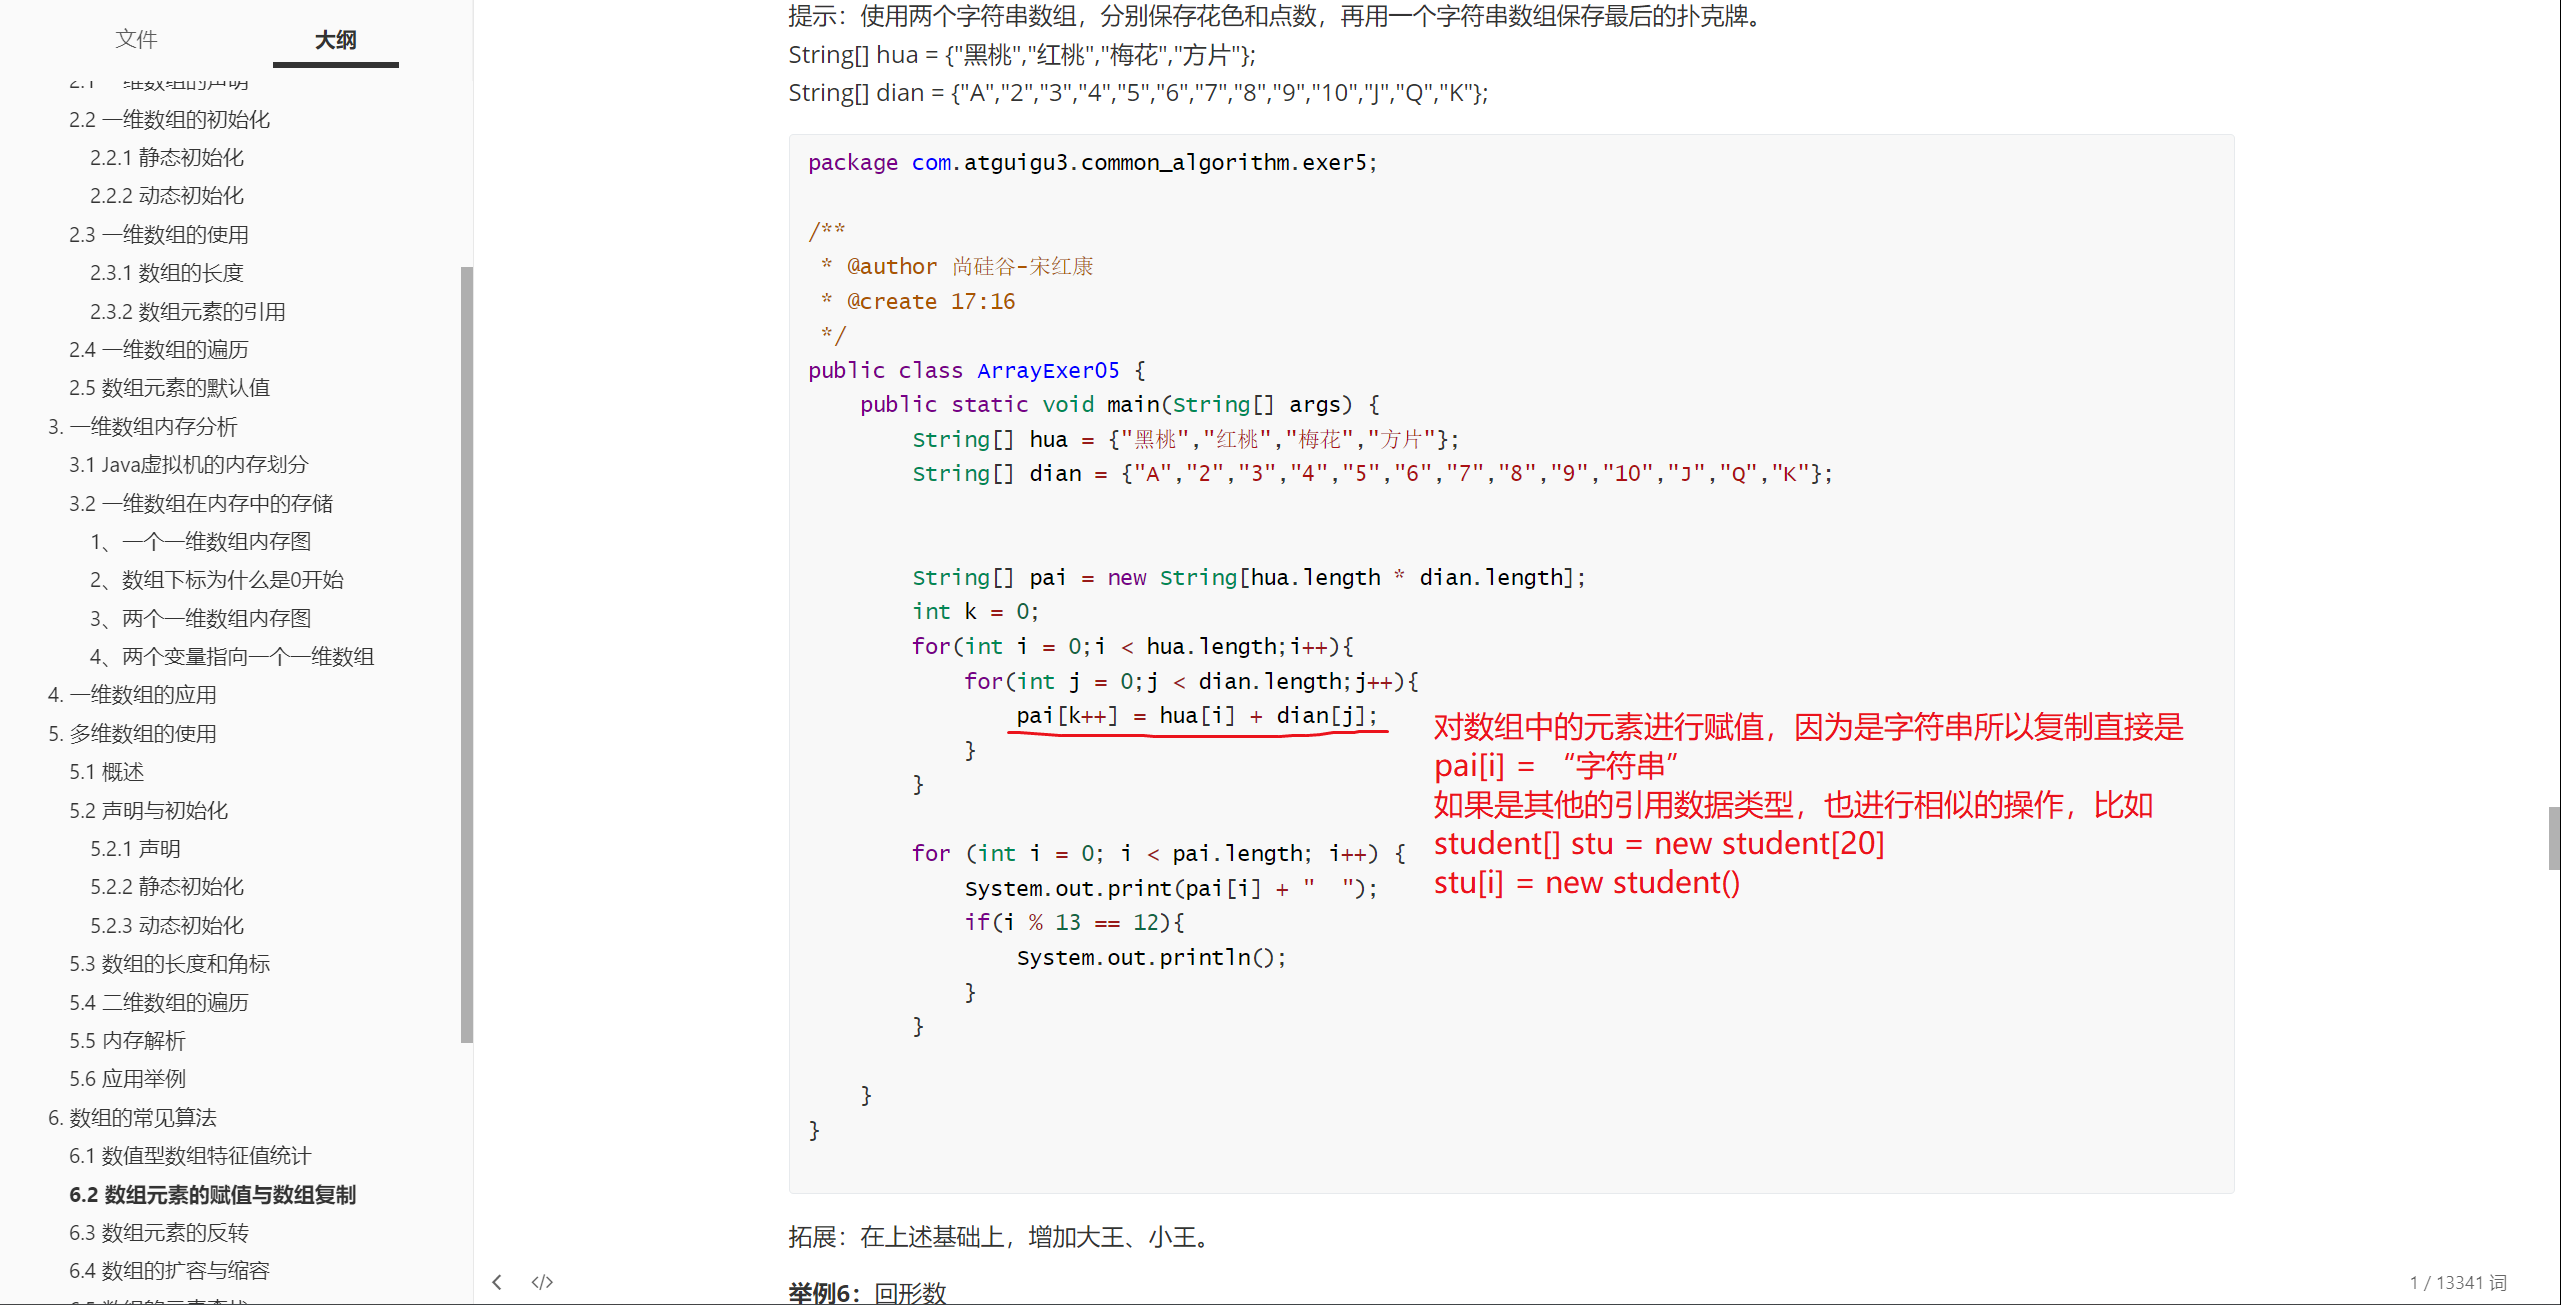 文件
大纲
2.1 一维数组的声明
2.2 一维数组的初始化
2.2.1 静态初始化
2.2.2 动态初始化
2.3 一维数组的使用
2.3.1 数组的长度
2.3.2 数组元素的引用
2.4 一维数组的遍历
2.5 数组元素的默认值
3. 一维数组内存分析
3.1 Java虚拟机的内存划分
3.2 一维数组在内存中的存储
1、一个一维数组内存图
2、数组下标为什么是0开始
3、两个一维数组内存图
4、两个变量指向一个一维数组
4. 一维数组的应用
5. 多维数组的使用
5.1 概述
5.2 声明与初始化
5.2.1 声明
5.2.2 静态初始化
5.2.3 动态初始化
5.3 数组的长度和角标
5.4 二维数组的遍历
5.5 内存解析
5.6 应用举例
6. 数组的常见算法
6.1 数值型数组特征值统计
6.2 数组元素的赋值与数组复制
6.3 数组元素的反转
6.4 数组的扩容与缩容
提示：使用两个字符串数组，分别保存花色和点数，再用一个字符串数组保存最后的扑克牌。
String[] hua = {"黑桃","红桃","梅花","方片"};
String[] dian = {"A","2","3","4","5","6","7","8","9","10","J","Q","K"};
package com.atguigu3.common_algorithm.exer5;
/**
* @author 尚硅谷-宋红康
* @create 17:16
*/
public class ArrayExer05 {
public static void main(String[] args) {
String[] hua = {"黑桃","红桃","梅花","方片"};
String[] dian = {"A","2","3","4","5","6","7","8","9","10","J","Q","K"};
String[] pai = new String[hua.length * dian.length];
int k = 0;
for(int i = 0;i < hua.length;i++){
for(int j = 0;j < dian.length;j++){
pai[k++] = hua[i] + dian[j];
}
}
for (int i = 0; i < pai.length; i++) {
System.out.print(pai[i] + "  ");
if(i % 13 == 12){
System.out.println();
}
}
}
}
对数组中的元素进行赋值，因为是字符串所以复制直接是
pai[i] = “字符串”
如果是其他的引用数据类型，也进行相似的操作，比如
student[] stu = new student[20]
stu[i] = new student()
拓展：在上述基础上，增加大王、小王。
举例6：回形数
</> 
1 / 13341 词